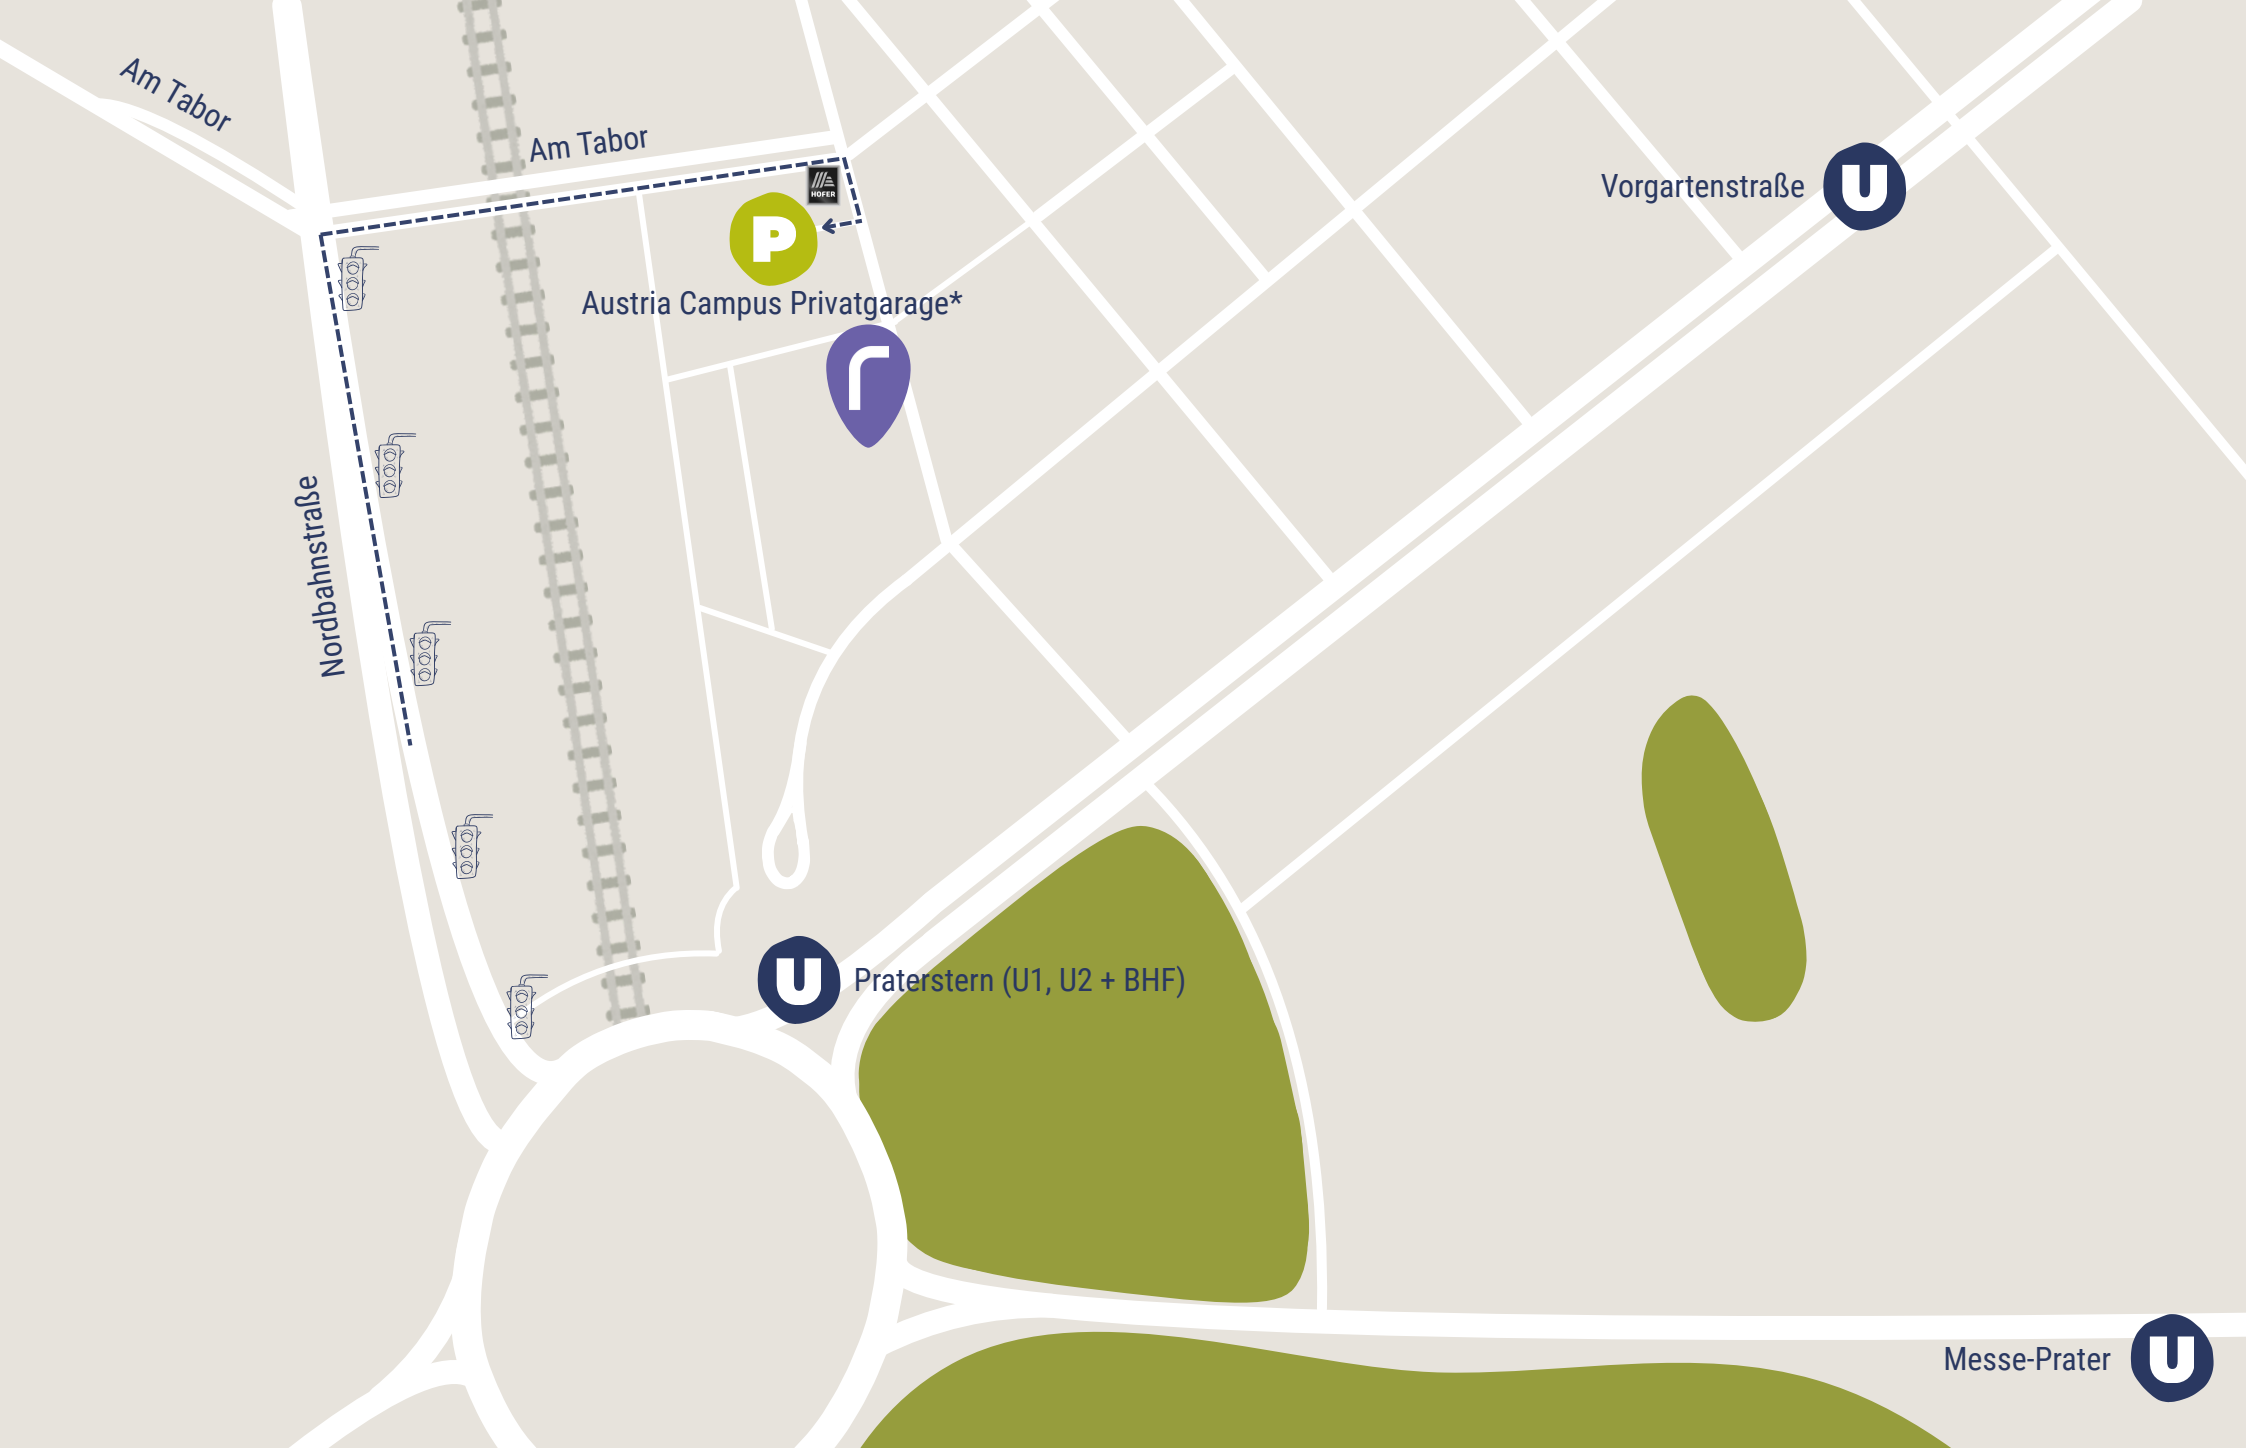 Am Tabor
Am Tabor
HOFER
P
Vorgartenstraße
U
Austria Campus Privatgarage*
r
Nordbahnstraße
U
Praterstern (U1, U2 + BHF)
Messe-Prater
U